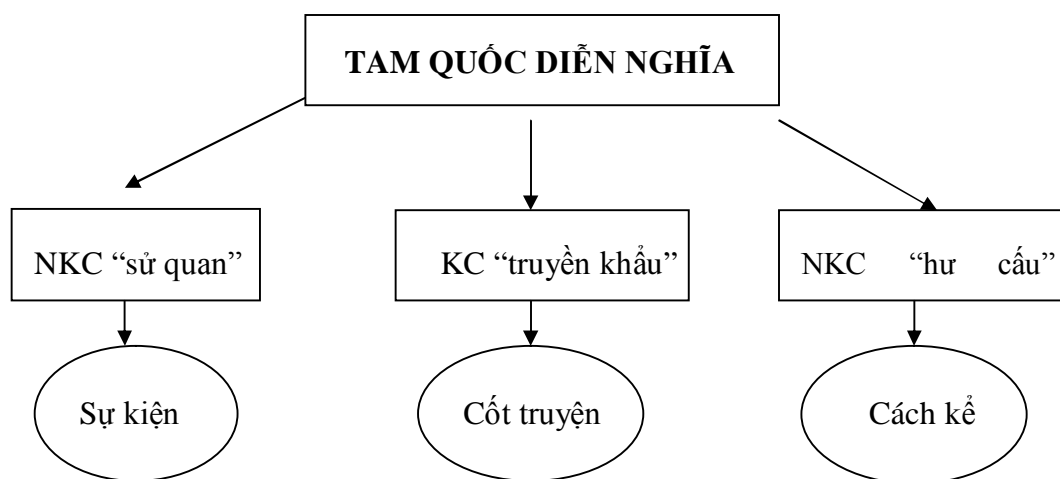 TAM QUỐC DIỄN NGHĨA
NKC “sử quan”
KC “truyền khẩu”
NKC “hư cấu”
Sự kiện
Cốt truyện
Cách kể